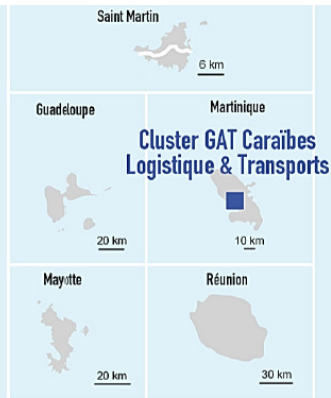 Saint Martin
6 km
Guadeloupe
Martinique
Cluster GAT Caraïbes
Logistique & Transports
20 km
10 km
Mayotte
Réunion
20 km
30 km